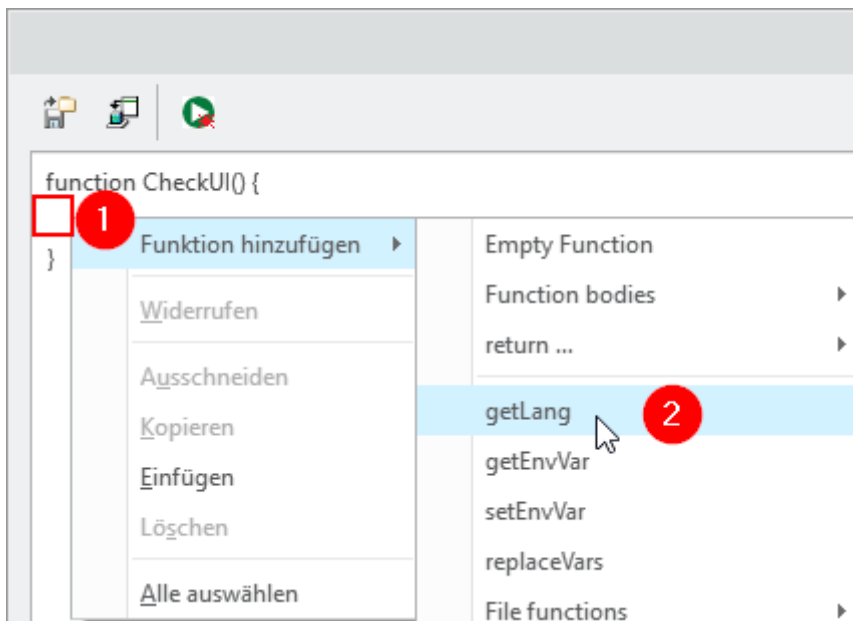 function CheckUI() {
1
}
Funktion hinzufügen
Widerrufen
Ausschneiden
Kopieren
Einfügen
Löschen
Alle auswählen
Empty Function
Function bodies
return ...
getLang
2
getEnvVar
setEnvVar
replaceVars
File functions